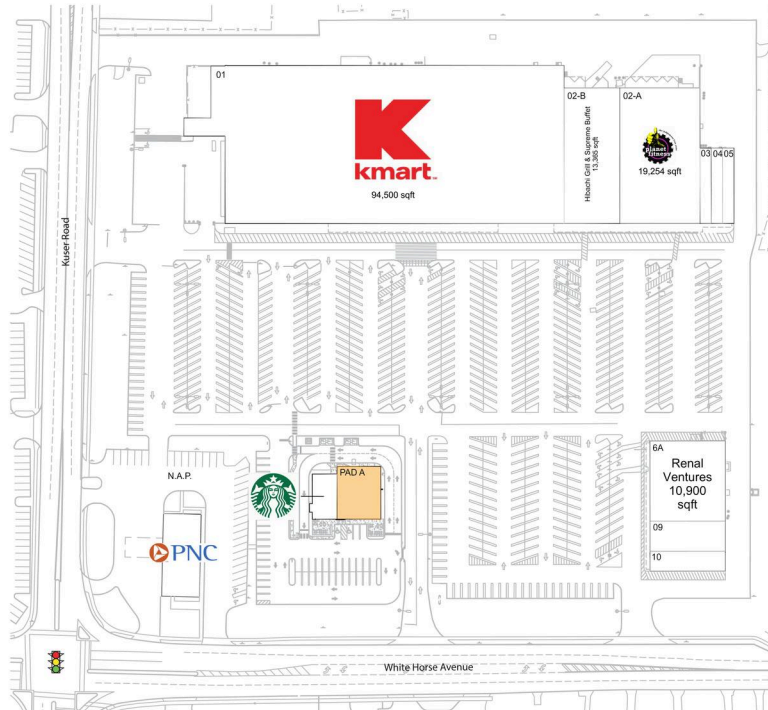 01
kmart
94,500 sqft
02-B
Hibachi Grill & Supreme Buffet
13,365 sqft
02-A
planet
fitness
19,254 sqft
03 04 05
Kuser Road
N.A.P.
PNC
PAD A
6A
Renal
Ventures
10,900
sqft
09
10
White Horse Avenue